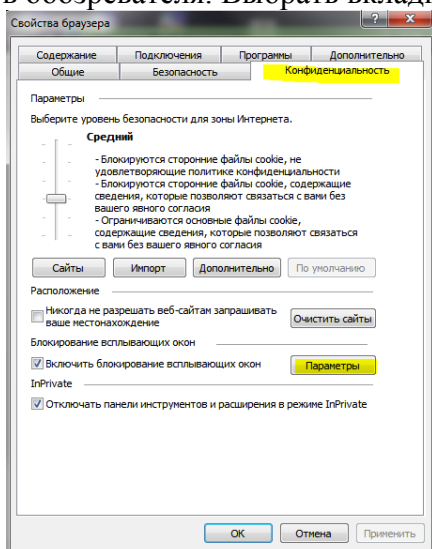 в обозревателя. Выбрать вклад
Свойства браузера
Содержание Подключения Программы Дополнительно
Общие Безопасность Конфиденциальность
Параметры
Выберите уровень безопасности для зоны Интернета.
Средний
- Блокируются сторонние файлы cookie, не
удовлетворяющие политике конфиденциальности
- Блокируются сторонние файлы cookie, содержащие
сведения, которые позволяют связаться с вами без
вашего явного согласия
- Ограничиваются основные файлы cookie,
содержащие сведения, которые позволяют связаться
с вами без вашего явного согласия
Сайты Импорт Дополнительно По умолчанию
Расположение
Никогда не разрешать веб-сайтам запрашивать
ваше местонахождение
Очистить сайты
Блокирование всплывающих окон
Включить блокирование всплывающих окон Параметры
InPrivate
Отключать панели инструментов и расширения в режиме InPrivate
OK Отмена Применить